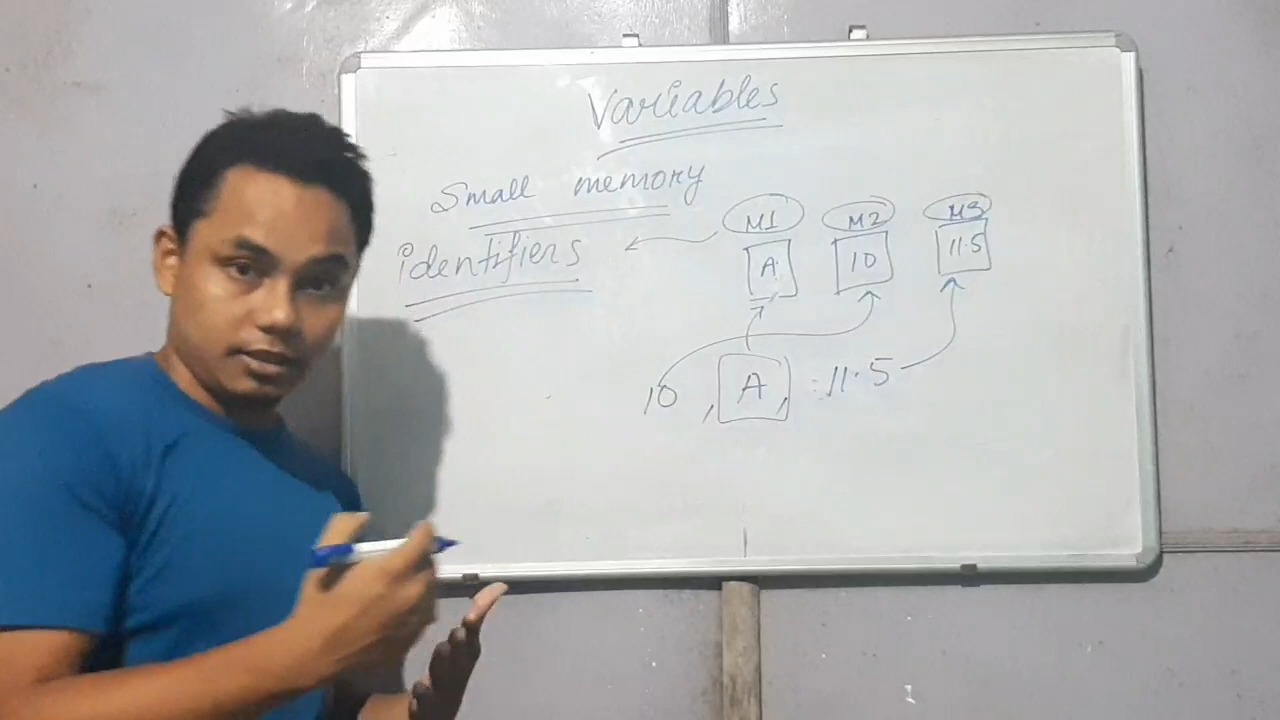 Variables
Small memory
M1 M2 M3
identifiers
A 10 11.5
10 , A , 11.5